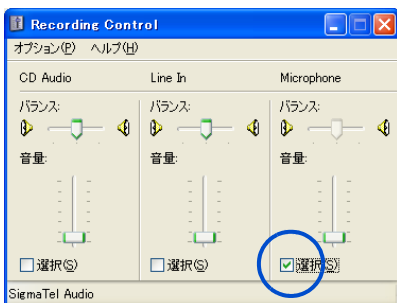 Recording Control
オプション(P) ヘルプ(H)
CD Audio Line In Microphone
バランス: バランス: バランス:
音量: 音量: 音量:
選択(S) 選択(S) 選択(S)
SigmaTel Audio